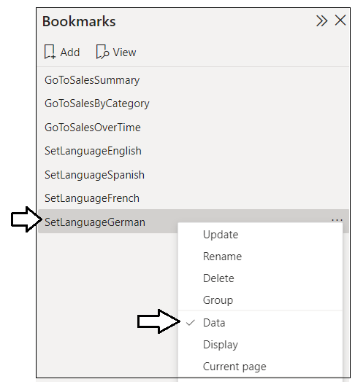 Bookmarks
Add View
GoToSalesSummary
GoToSalesByCategory
GoToSalesOverTime
SetLanguageEnglish
SetLanguageSpanish
SetLanguageFrench
SetLanguageGerman
Update
Rename
Delete
Group
Data
Display
Current page